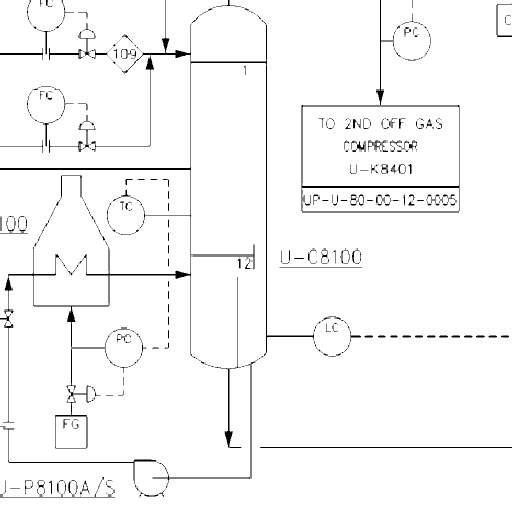 FC
PC
109
1
FC
TO 2ND OFF GAS
COMPRESSOR
U-K8401
UP-U-80-00-12-0005
100
TC
12
U-C8100
PC
LC
FG
U-P8100A/S